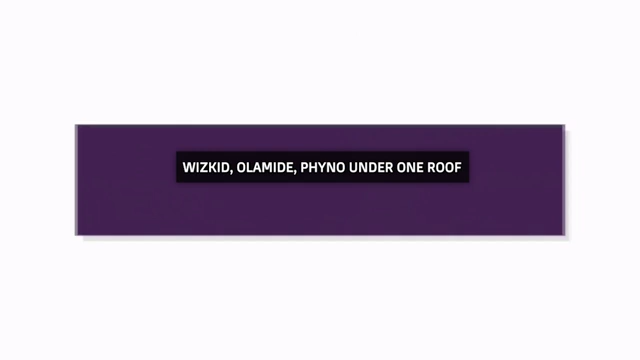 WIZKID, OLAMIDE, PHYNO UNDER ONE ROOF